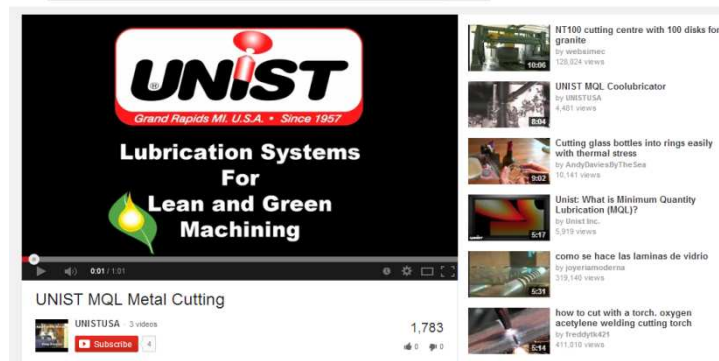 UNIST
®
Grand Rapids MI. U.S.A. • Since 1957
Lubrication Systems
For
Lean and Green
Machining
0:01 / 1:01
UNIST MQL Metal Cutting
UNISTUSA · 3 videos
Subscribe 4
1,783
0 0
10:06
NT100 cutting centre with 100 disks for
granite
by websimec
128,824 views
8:04
UNIST MQL Coolubricator
by UNISTUSA
4,481 views
9:02
Cutting glass bottles into rings easily
with thermal stress
by AndyDaviesByTheSea
10,141 views
5:17
Unist: What is Minimum Quantity
Lubrication (MQL)?
by Unist Inc.
5,919 views
5:31
como se hace las laminas de vidrio
by joyeriamoderna
319,140 views
5:14
how to cut with a torch. oxygen
acetylene welding cutting torch
by freddytk421
411,010 views